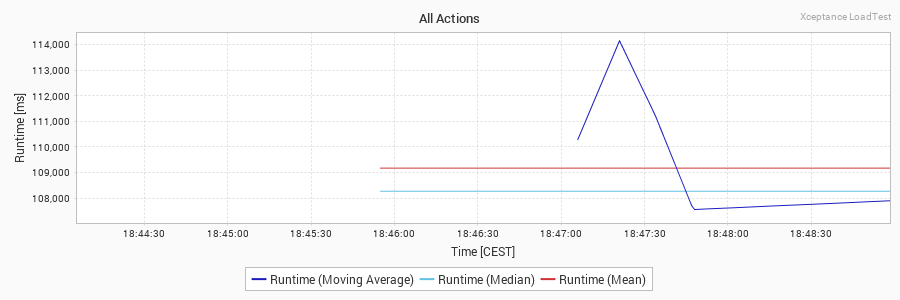 All Actions
Xceptance LoadTest
Runtime [ms]
114,000
113,000
112,000
111,000
110,000
109,000
108,000
18:44:30 18:45:00 18:45:30 18:46:00 18:46:30 18:47:00 18:47:30 18:48:00 18:48:30
Time [CEST]
Runtime (Moving Average) Runtime (Median) Runtime (Mean)